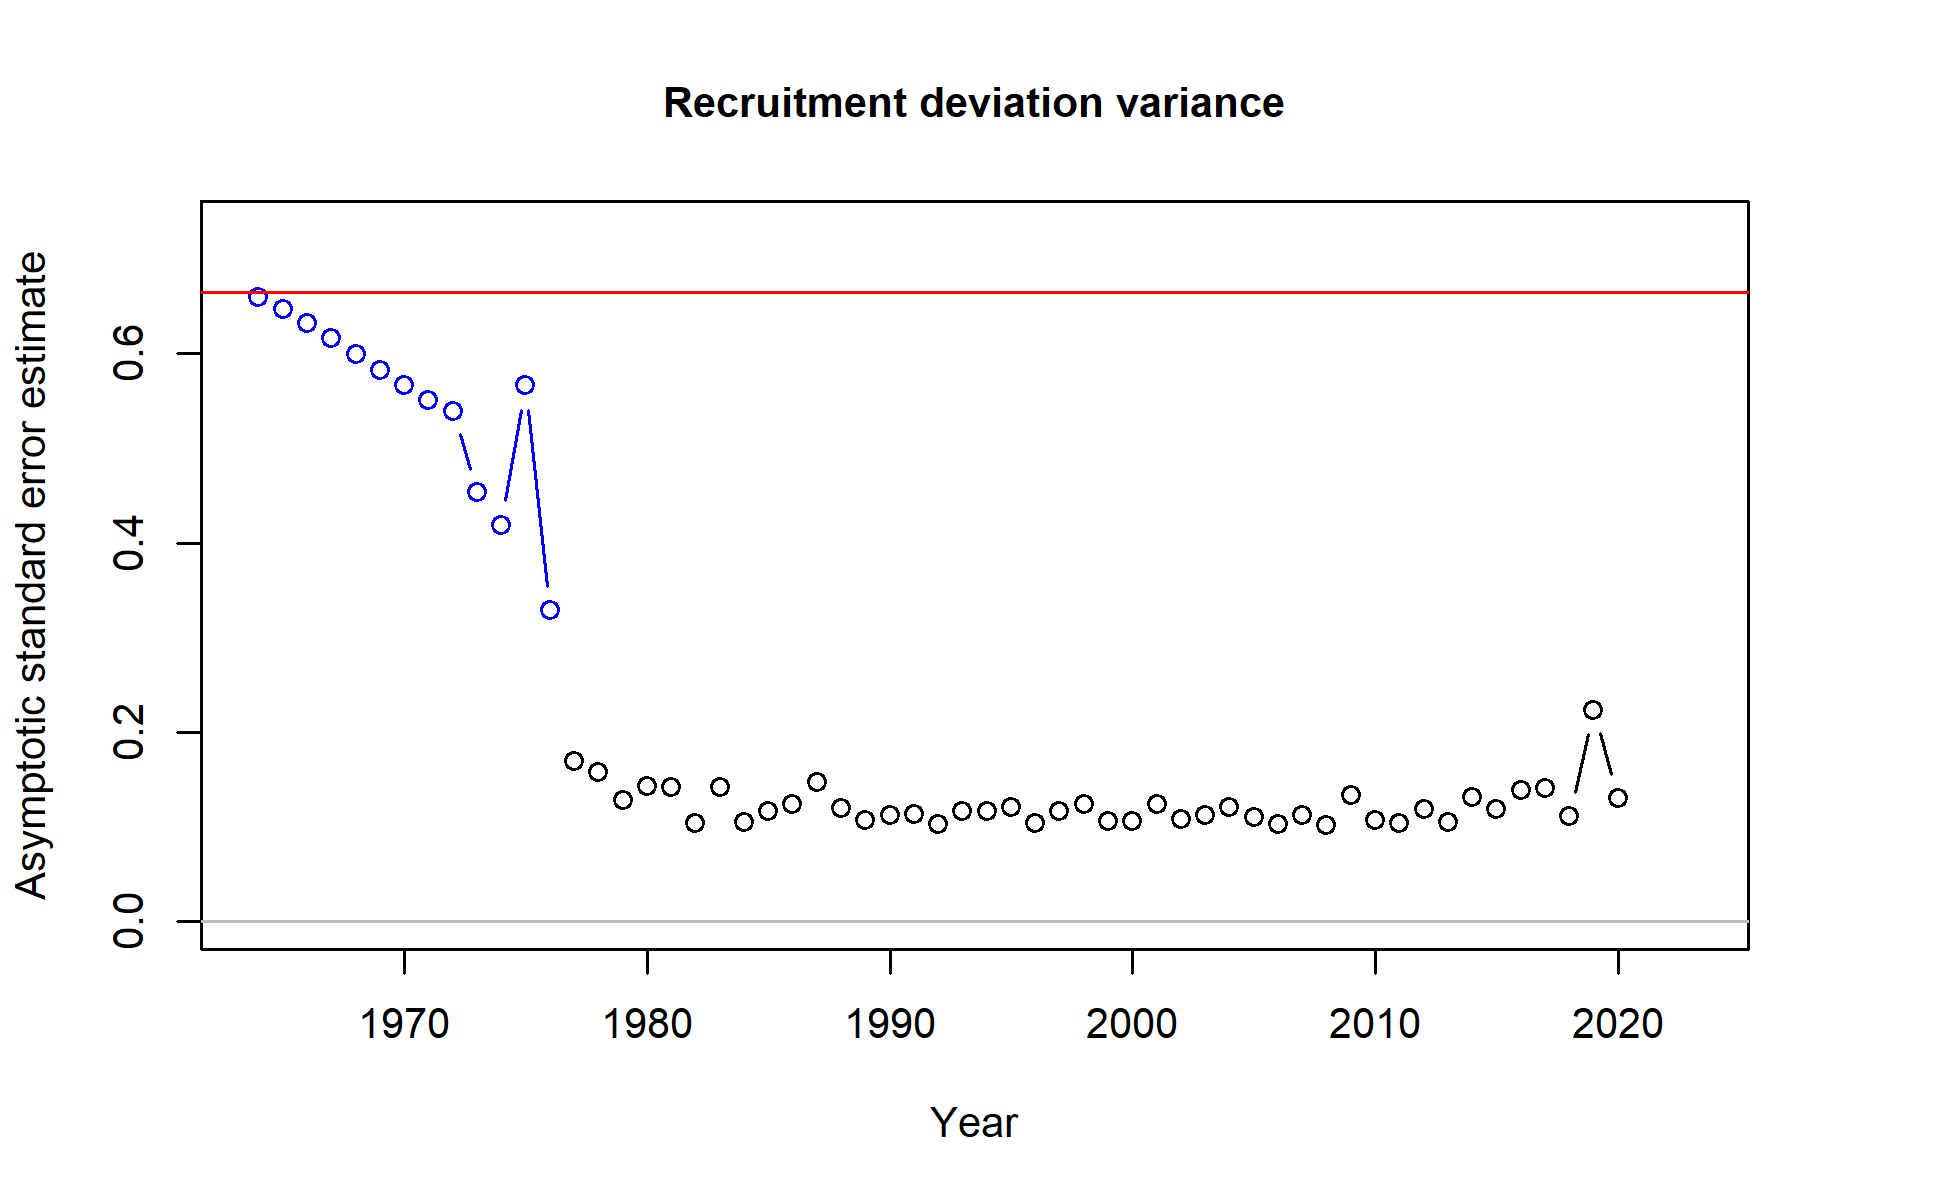 Recruitment deviation variance
Asymptotic standard error estimate
0.6
0.4
0.2
0.0
1970 1980 1990 2000 2010 2020
Year